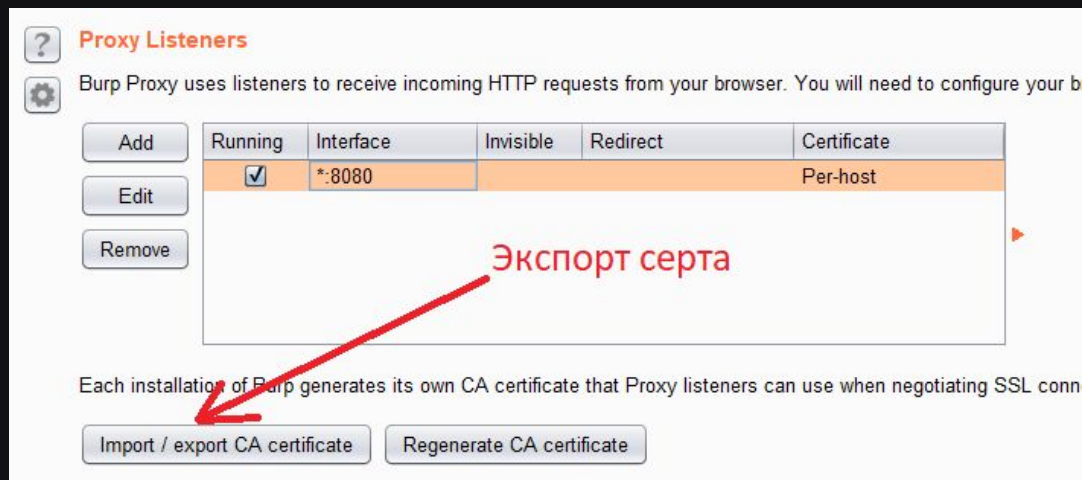 ?
Proxy Listeners
Burp Proxy uses listeners to receive incoming HTTP requests from your browser. You will need to configure your b
Add
Running Interface Invisible Redirect Certificate
*:8080 Per-host
Edit
Remove
Экспорт серта
Each installation of Burp generates its own CA certificate that Proxy listeners can use when negotiating SSL conn
Import / export CA certificate Regenerate CA certificate